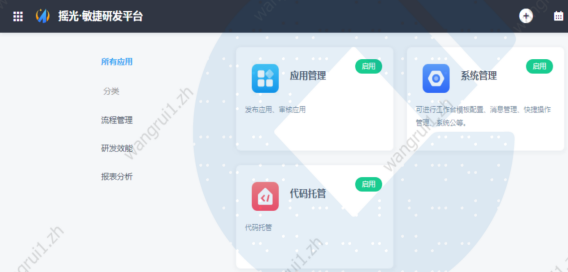 摇光·敏捷研发平台
所有应用
分类
流程管理
研发效能
报表分析
启用
应用管理
发布应用、审核应用
启用
系统管理
可进行工作台模板配置、消息管理、快捷操作
管理、系统公告。
启用
代码托管
代码托管
wangrui1.zh
wangrui1.zh
wangrui1.zh